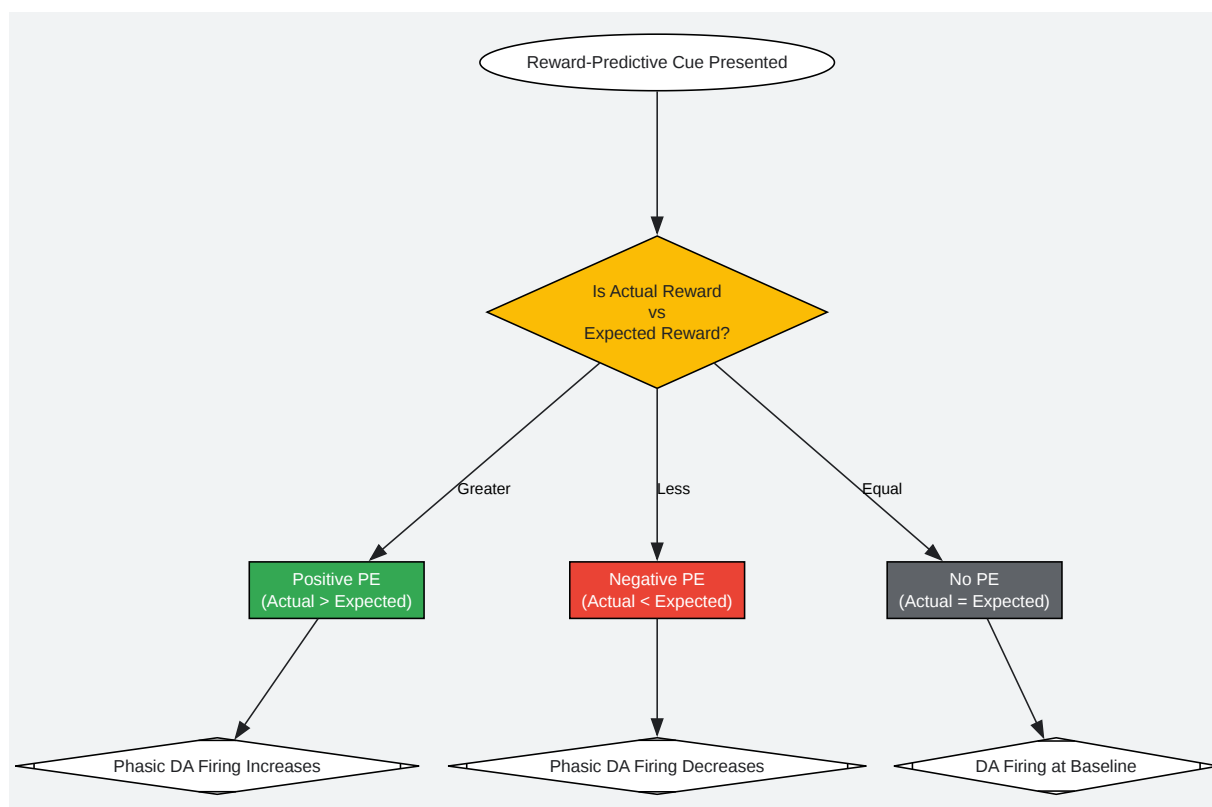 Reward-Predictive Cue Presented
Is Actual Reward
vs
Expected Reward?
Greater
Less
Equal
Positive PE
(Actual > Expected)
Negative PE
(Actual < Expected)
No PE
(Actual = Expected)
Phasic DA Firing Increases
Phasic DA Firing Decreases
DA Firing at Baseline